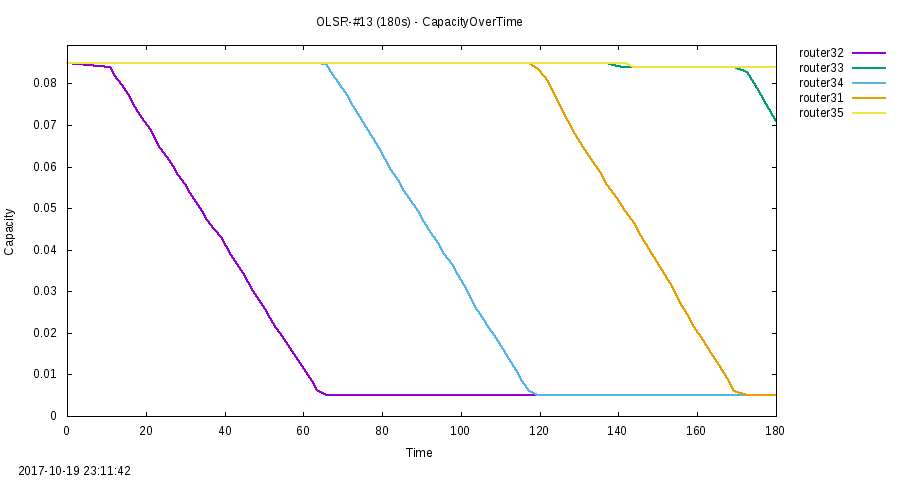 OLSR-#13 (180s) - CapacityOverTime
router32
router33
router34
router31
router35
Capacity
0.08
0.07
0.06
0.05
0.04
0.03
0.02
0.01
0
0 20 40 60 80 100 120 140 160 180
Time
2017-10-19 23:11:42